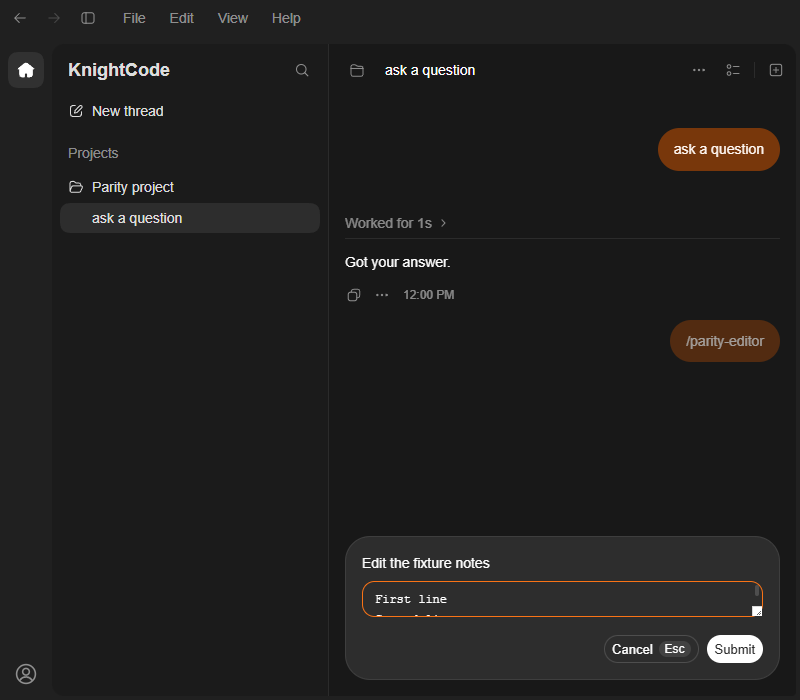 File Edit View Help
KnightCode
New thread
Projects
Parity project
ask a question
ask a question
ask a question
Worked for 1s
Got your answer.
12:00 PM
/parity-editor
Edit the fixture notes
First line
Cancel Esc
Submit